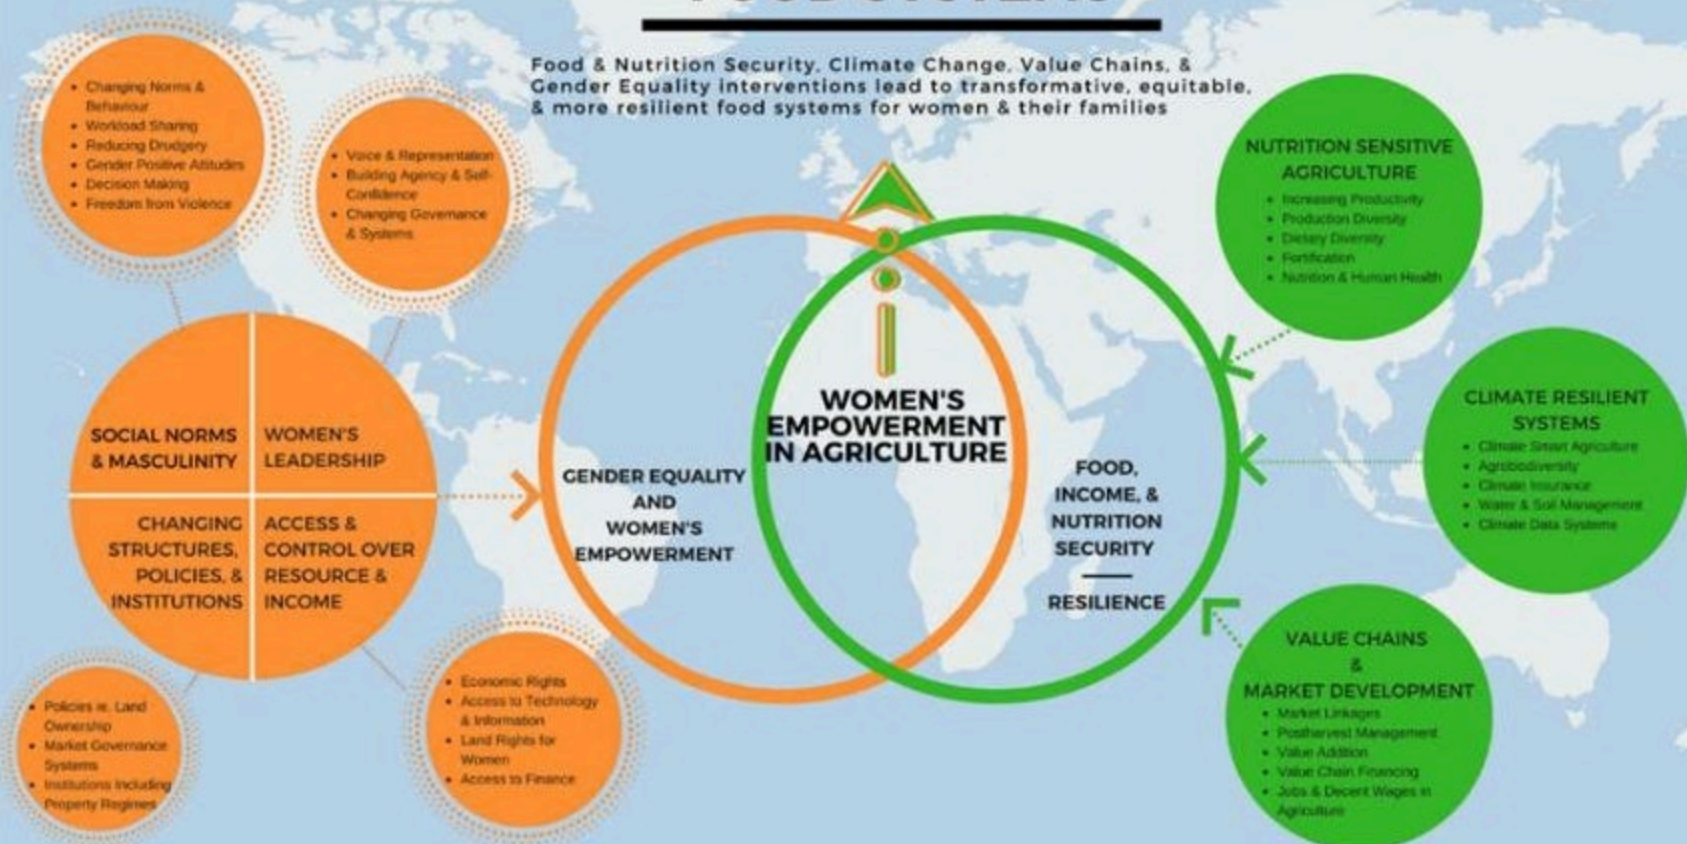 FOOD SYSTEMS
Food & Nutrition Security, Climate Change, Value Chains, &
Gender Equality interventions lead to transformative, equitable,
& more resilient food systems for women & their families
• Changing Norms &
Behaviour
• Workload Sharing
• Reducing Drudgery
• Gender Positive Attitudes
• Decision Making
• Freedom from Violence
• Voice & Representation
• Building Agency & Self-
Confidence
• Changing Governance
& Systems
SOCIAL NORMS
& MASCULINITY
WOMEN'S
LEADERSHIP
CHANGING
STRUCTURES,
POLICIES, &
INSTITUTIONS
ACCESS &
CONTROL OVER
RESOURCE &
INCOME
• Policies ie. Land
Ownership
• Market Governance
Systems
• Institutions Including
Property Regimes
• Economic Rights
• Access to Technology
& Information
• Land Rights for
Women
• Access to Finance
GENDER EQUALITY
AND
WOMEN'S
EMPOWERMENT
WOMEN'S
EMPOWERMENT
IN AGRICULTURE
FOOD,
INCOME, &
NUTRITION
SECURITY
RESILIENCE
NUTRITION SENSITIVE
AGRICULTURE
• Increasing Productivity
• Production Diversity
• Dietary Diversity
• Fortification
• Nutrition & Human Health
CLIMATE RESILIENT
SYSTEMS
• Climate Smart Agriculture
• Agrobiodiversity
• Climate Insurance
• Water & Soil Management
• Climate Data Systems
VALUE CHAINS
&
MARKET DEVELOPMENT
• Market Linkages
• Postharvest Management
• Value Addition
• Value Chain Financing
• Jobs & Decent Wages in
Agriculture